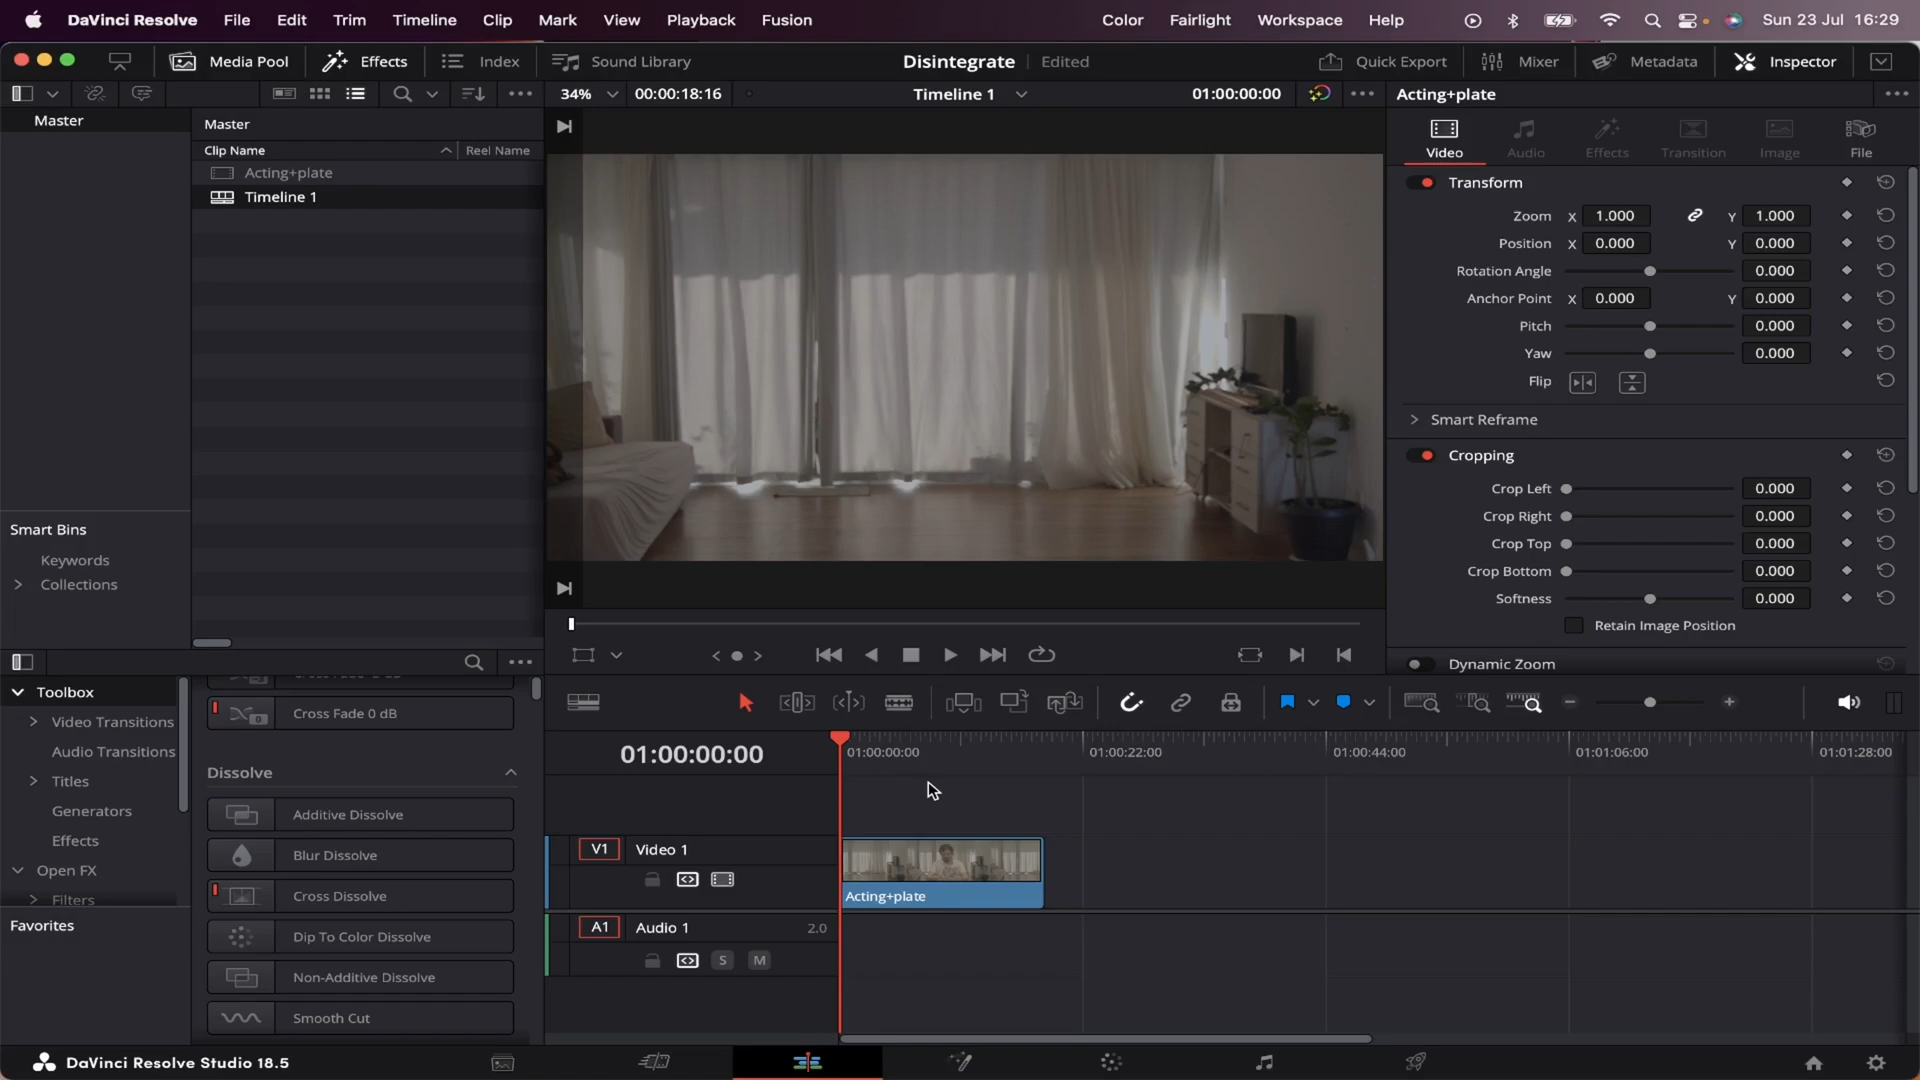 DaVinci Resolve File Edit Trim Timeline Clip Mark View Playback Fusion Color Fairlight Workspace Help Sun 23 Jul 16:29
Media Pool Effects Index Sound Library Disintegrate Edited Quick Export Mixer Metadata Inspector
34% 00:00:18:16 Timeline 1 01:00:00:00 Acting+plate
Master
Master
Clip Name Reel Name
Acting+plate
Timeline 1
Smart Bins
Keywords
Collections
Video Audio Effects Transition Image File
Transform
Zoom X 1.000 Y 1.000
Position X 0.000 Y 0.000
Rotation Angle 0.000
Anchor Point X 0.000 Y 0.000
Pitch 0.000
Yaw 0.000
Flip
Smart Reframe
Cropping
Crop Left 0.000
Crop Right 0.000
Crop Top 0.000
Crop Bottom 0.000
Softness 0.000
Retain Image Position
Dynamic Zoom
Toolbox
Video Transitions
Audio Transitions
Titles
Generators
Effects
Open FX
Filters
Favorites
Cross Fade 0 dB
Dissolve
Additive Dissolve
Blur Dissolve
Cross Dissolve
Dip To Color Dissolve
Non-Additive Dissolve
Smooth Cut
01:00:00:00 01:00:00:00 01:00:22:00 01:00:44:00 01:01:06:00 01:01:28:00
V1 Video 1
Acting+plate
A1 Audio 1 2.0
S M
DaVinci Resolve Studio 18.5